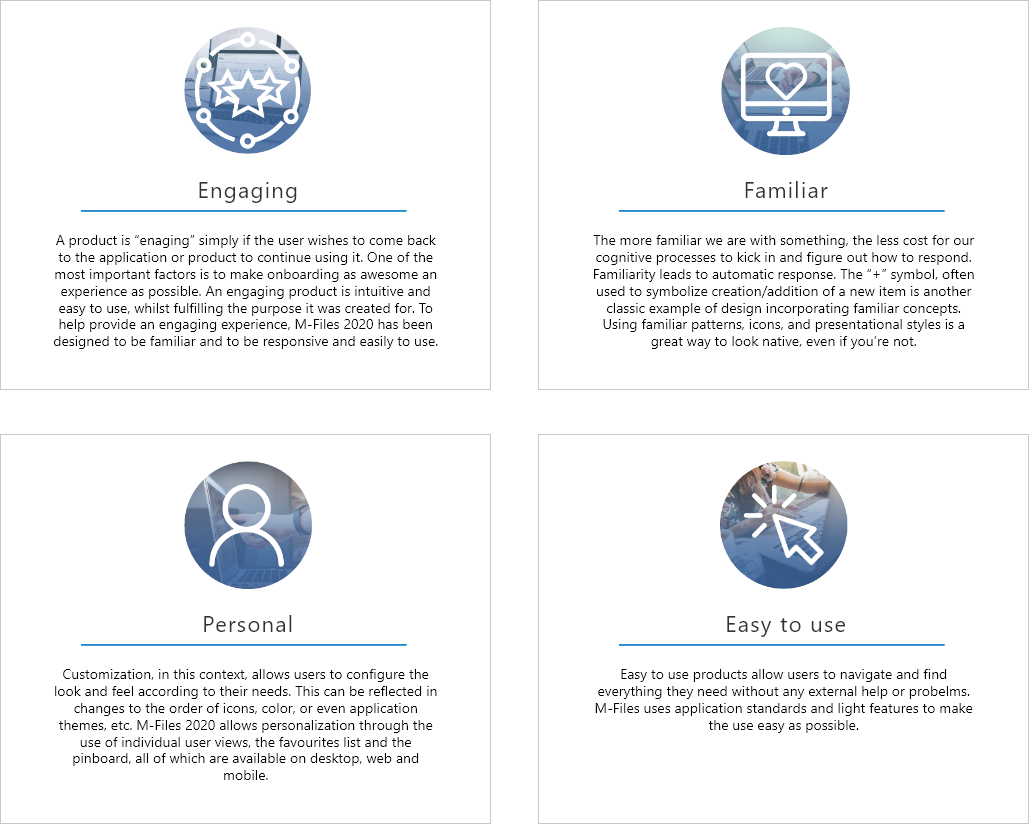 Engaging
A product is “enaging” simply if the user wishes to come back
to the application or product to continue using it. One of the
most important factors is to make onboarding as awesome an
experience as possible. An engaging product is intuitive and
easy to use, whilst fulfilling the purpose it was created for. To
help provide an engaging experience, M-Files 2020 has been
designed to be familiar and to be responsive and easily to use.
Familiar
The more familiar we are with something, the less cost for our
cognitive processes to kick in and figure out how to respond.
Familiarity leads to automatic response. The “+” symbol, often
used to symbolize creation/addition of a new item is another
classic example of design incorporating familiar concepts.
Using familiar patterns, icons, and presentational styles is a
great way to look native, even if you’re not.
Personal
Customization, in this context, allows users to configure the
look and feel according to their needs. This can be reflected in
changes to the order of icons, color, or even application
themes, etc. M-Files 2020 allows personalization through the
use of individual user views, the favourites list and the
pinboard, all of which are available on desktop, web and
mobile.
Easy to use
Easy to use products allow users to navigate and find
everything they need without any external help or probelms.
M-Files uses application standards and light features to make
the use easy as possible.